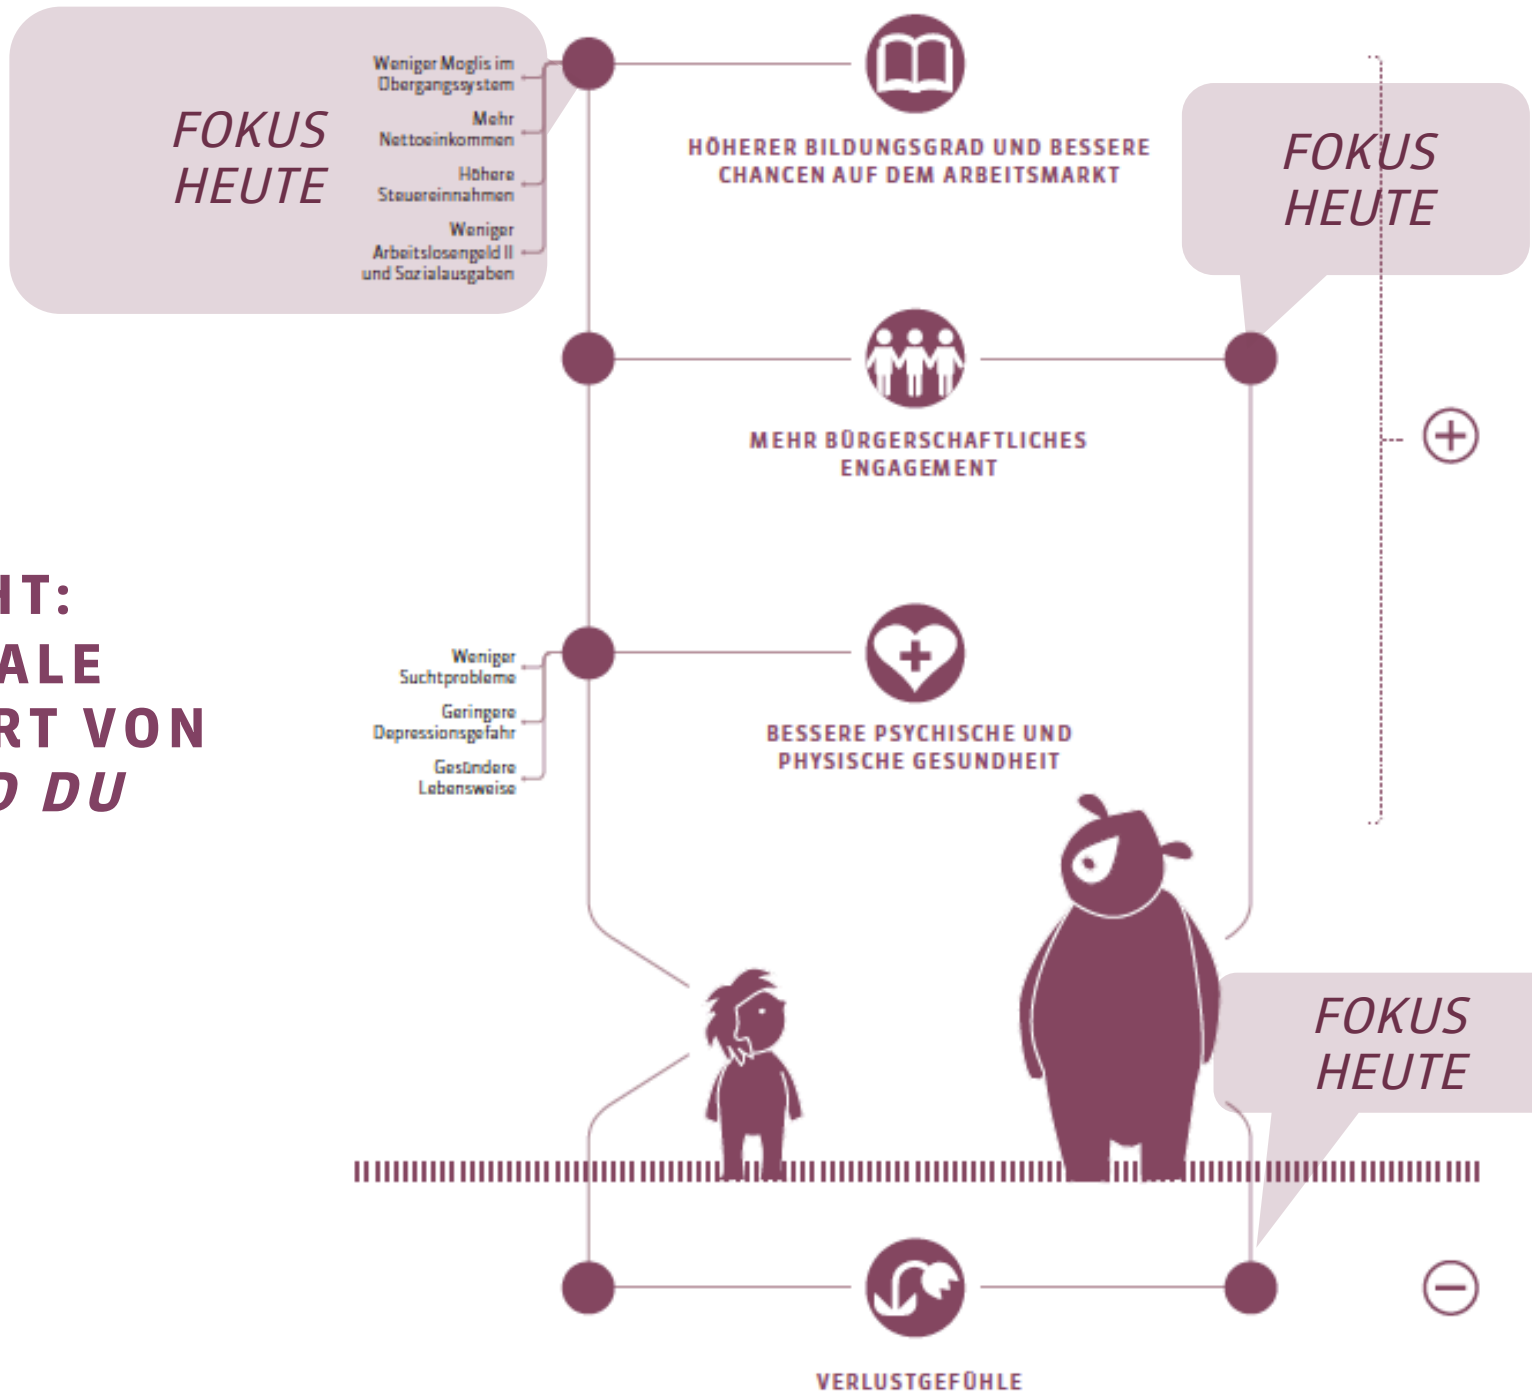 FOKUS
HEUTE
Weniger Moglis im
Übergangssystem
Mehr
Nettoeinkommen
Höhere
Steuereinnahmen
Weniger
Arbeitslosengeld II
und Sozialausgaben
HÖHERER BILDUNGSGRAD UND BESSERE
CHANCEN AUF DEM ARBEITSMARKT
FOKUS
HEUTE
MEHR BÜRGERSCHAFTLICHES
ENGAGEMENT
HT:
ALE
RT VON
D DU
Weniger
Suchtprobleme
Geringere
Depressionsgefahr
Gesündere
Lebensweise
BESSERE PSYCHISCHE UND
PHYSISCHE GESUNDHEIT
FOKUS
HEUTE
VERLUSTGEFÜHLE